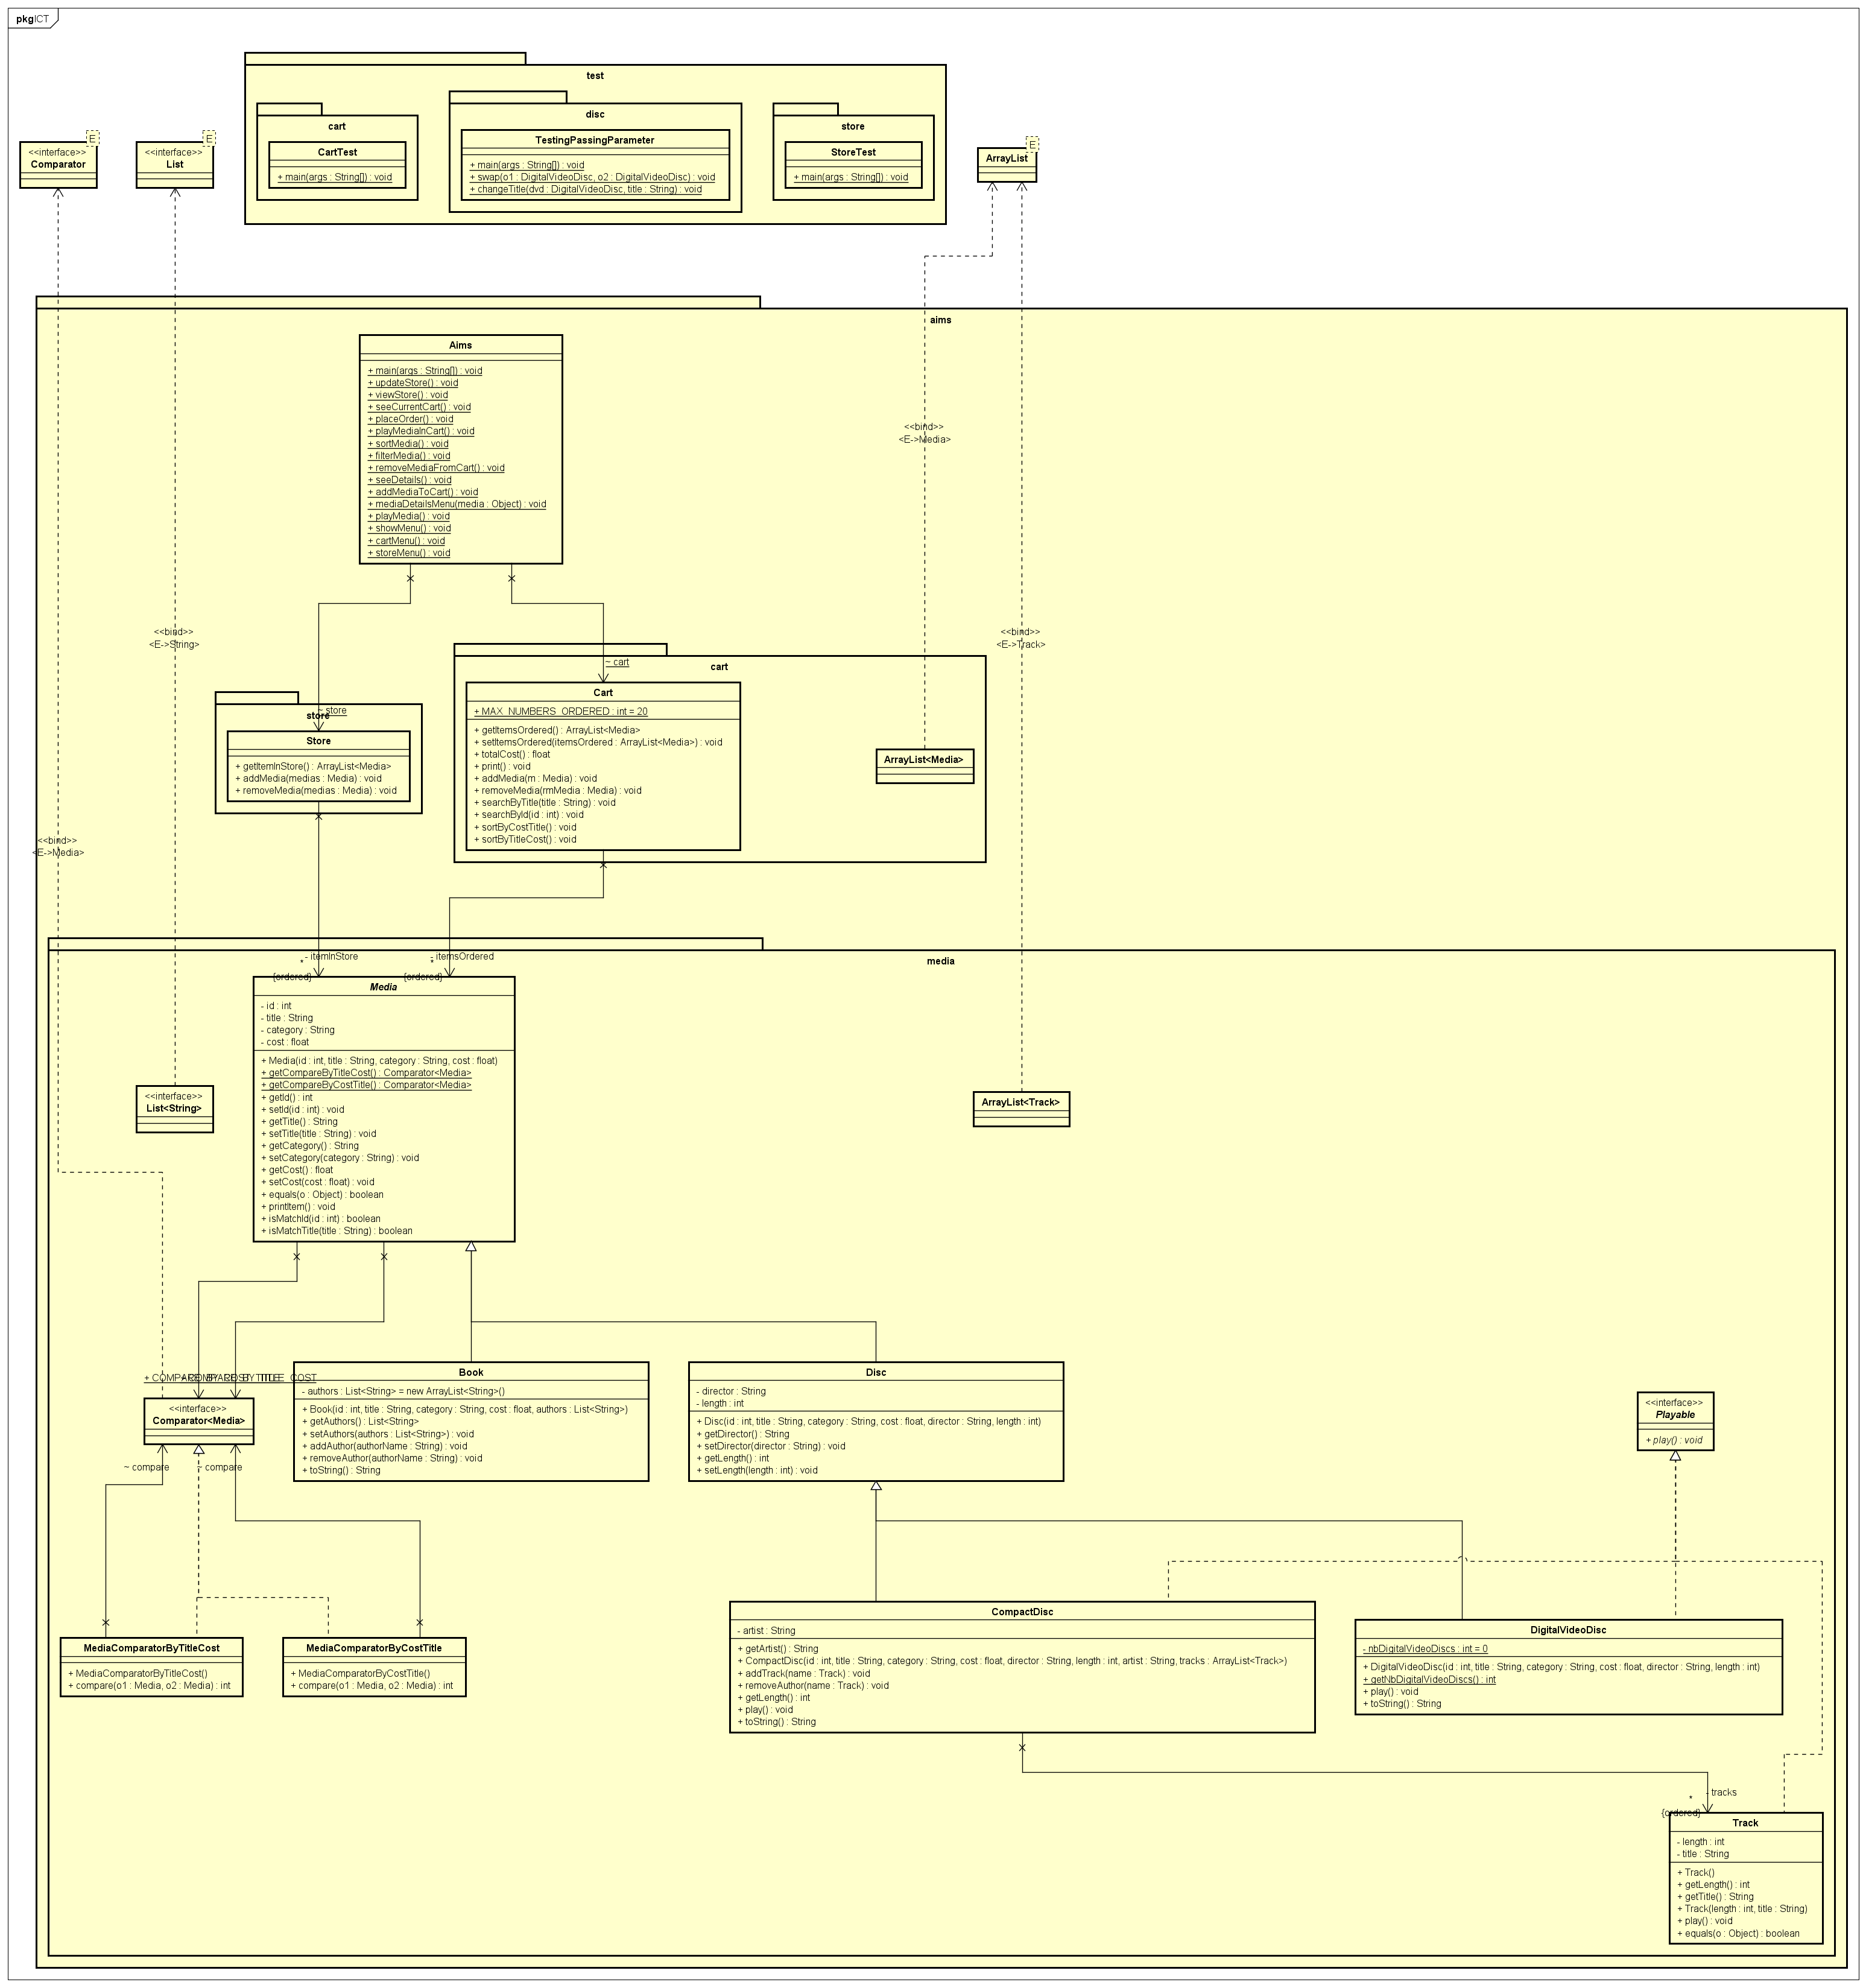 pkg ICT
test
cart
CartTest
+ main(args : String[]) : void
disc
TestingPassingParameter
+ main(args : String[]) : void
+ swap(o1 : DigitalVideoDisc, o2 : DigitalVideoDisc) : void
+ changeTitle(dvd : DigitalVideoDisc, title : String) : void
store
StoreTest
+ main(args : String[]) : void
E
<<interface>>
Comparator
E
<<interface>>
List
E
ArrayList
aims
Aims
+ main(args : String[]) : void
+ updateStore() : void
+ viewStore() : void
+ seeCurrentCart() : void
+ placeOrder() : void
+ playMediaInCart() : void
+ sortMedia() : void
+ filterMedia() : void
+ removeMediaFromCart() : void
+ seeDetails() : void
+ addMediaToCart() : void
+ mediaDetailsMenu(media : Object) : void
+ playMedia() : void
+ showMenu() : void
+ cartMenu() : void
+ storeMenu() : void
<<bind>>
<E->Media>
<<bind>>
<E->String>
<<bind>>
<E->Track>
~ cart
cart
Cart
+ MAX_NUMBERS_ORDERED : int = 20
+ getItemsOrdered() : ArrayList<Media>
+ setItemsOrdered(itemsOrdered : ArrayList<Media>) : void
+ totalCost() : float
+ print() : void
+ addMedia(m : Media) : void
+ removeMedia(rmMedia : Media) : void
+ searchByTitle(title : String) : void
+ searchById(id : int) : void
+ sortByCostTitle() : void
+ sortByTitleCost() : void
ArrayList<Media>
~ store
store
Store
+ getItemInStore() : ArrayList<Media>
+ addMedia(medias : Media) : void
+ removeMedia(medias : Media) : void
<<bind>>
<E->Media>
media
- itemInStore
*
{ordered}
- itemsOrdered
*
{ordered}
Media
- id : int
- title : String
- category : String
- cost : float
+ Media(id : int, title : String, category : String, cost : float)
+ getCompareByTitleCost() : Comparator<Media>
+ getCompareByCostTitle() : Comparator<Media>
+ getId() : int
+ setId(id : int) : void
+ getTitle() : String
+ setTitle(title : String) : void
+ getCategory() : String
+ setCategory(category : String) : void
+ getCost() : float
+ setCost(cost : float) : void
+ equals(o : Object) : boolean
+ printItem() : void
+ isMatchId(id : int) : boolean
+ isMatchTitle(title : String) : boolean
<<interface>>
List<String>
ArrayList<Track>
<<interface>>
Comparator<Media>
~ compare
~ compare
Book
- authors : List<String> = new ArrayList<String>()
+ Book(id : int, title : String, category : String, cost : float, authors : List<String>)
+ getAuthors() : List<String>
+ setAuthors(authors : List<String>) : void
+ addAuthor(authorName : String) : void
+ removeAuthor(authorName : String) : void
+ toString() : String
Disc
- director : String
- length : int
+ Disc(id : int, title : String, category : String, cost : float, director : String, length : int)
+ getDirector() : String
+ setDirector(director : String) : void
+ getLength() : int
+ setLength(length : int) : void
<<interface>>
Playable
+ play() : void
MediaComparatorByTitleCost
+ MediaComparatorByTitleCost()
+ compare(o1 : Media, o2 : Media) : int
MediaComparatorByCostTitle
+ MediaComparatorByCostTitle()
+ compare(o1 : Media, o2 : Media) : int
CompactDisc
- artist : String
+ getArtist() : String
+ CompactDisc(id : int, title : String, category : String, cost : float, director : String, length : int, artist : String, tracks : ArrayList<Track>)
+ addTrack(name : Track) : void
+ removeAuthor(name : Track) : void
+ getLength() : int
+ play() : void
+ toString() : String
DigitalVideoDisc
- nbDigitalVideoDiscs : int = 0
+ DigitalVideoDisc(id : int, title : String, category : String, cost : float, director : String, length : int)
+ getNbDigitalVideoDiscs() : int
+ play() : void
+ toString() : String
- tracks
*
{ordered}
Track
- length : int
- title : String
+ Track()
+ getLength() : int
+ getTitle() : String
+ Track(length : int, title : String)
+ play() : void
+ equals(o : Object) : boolean